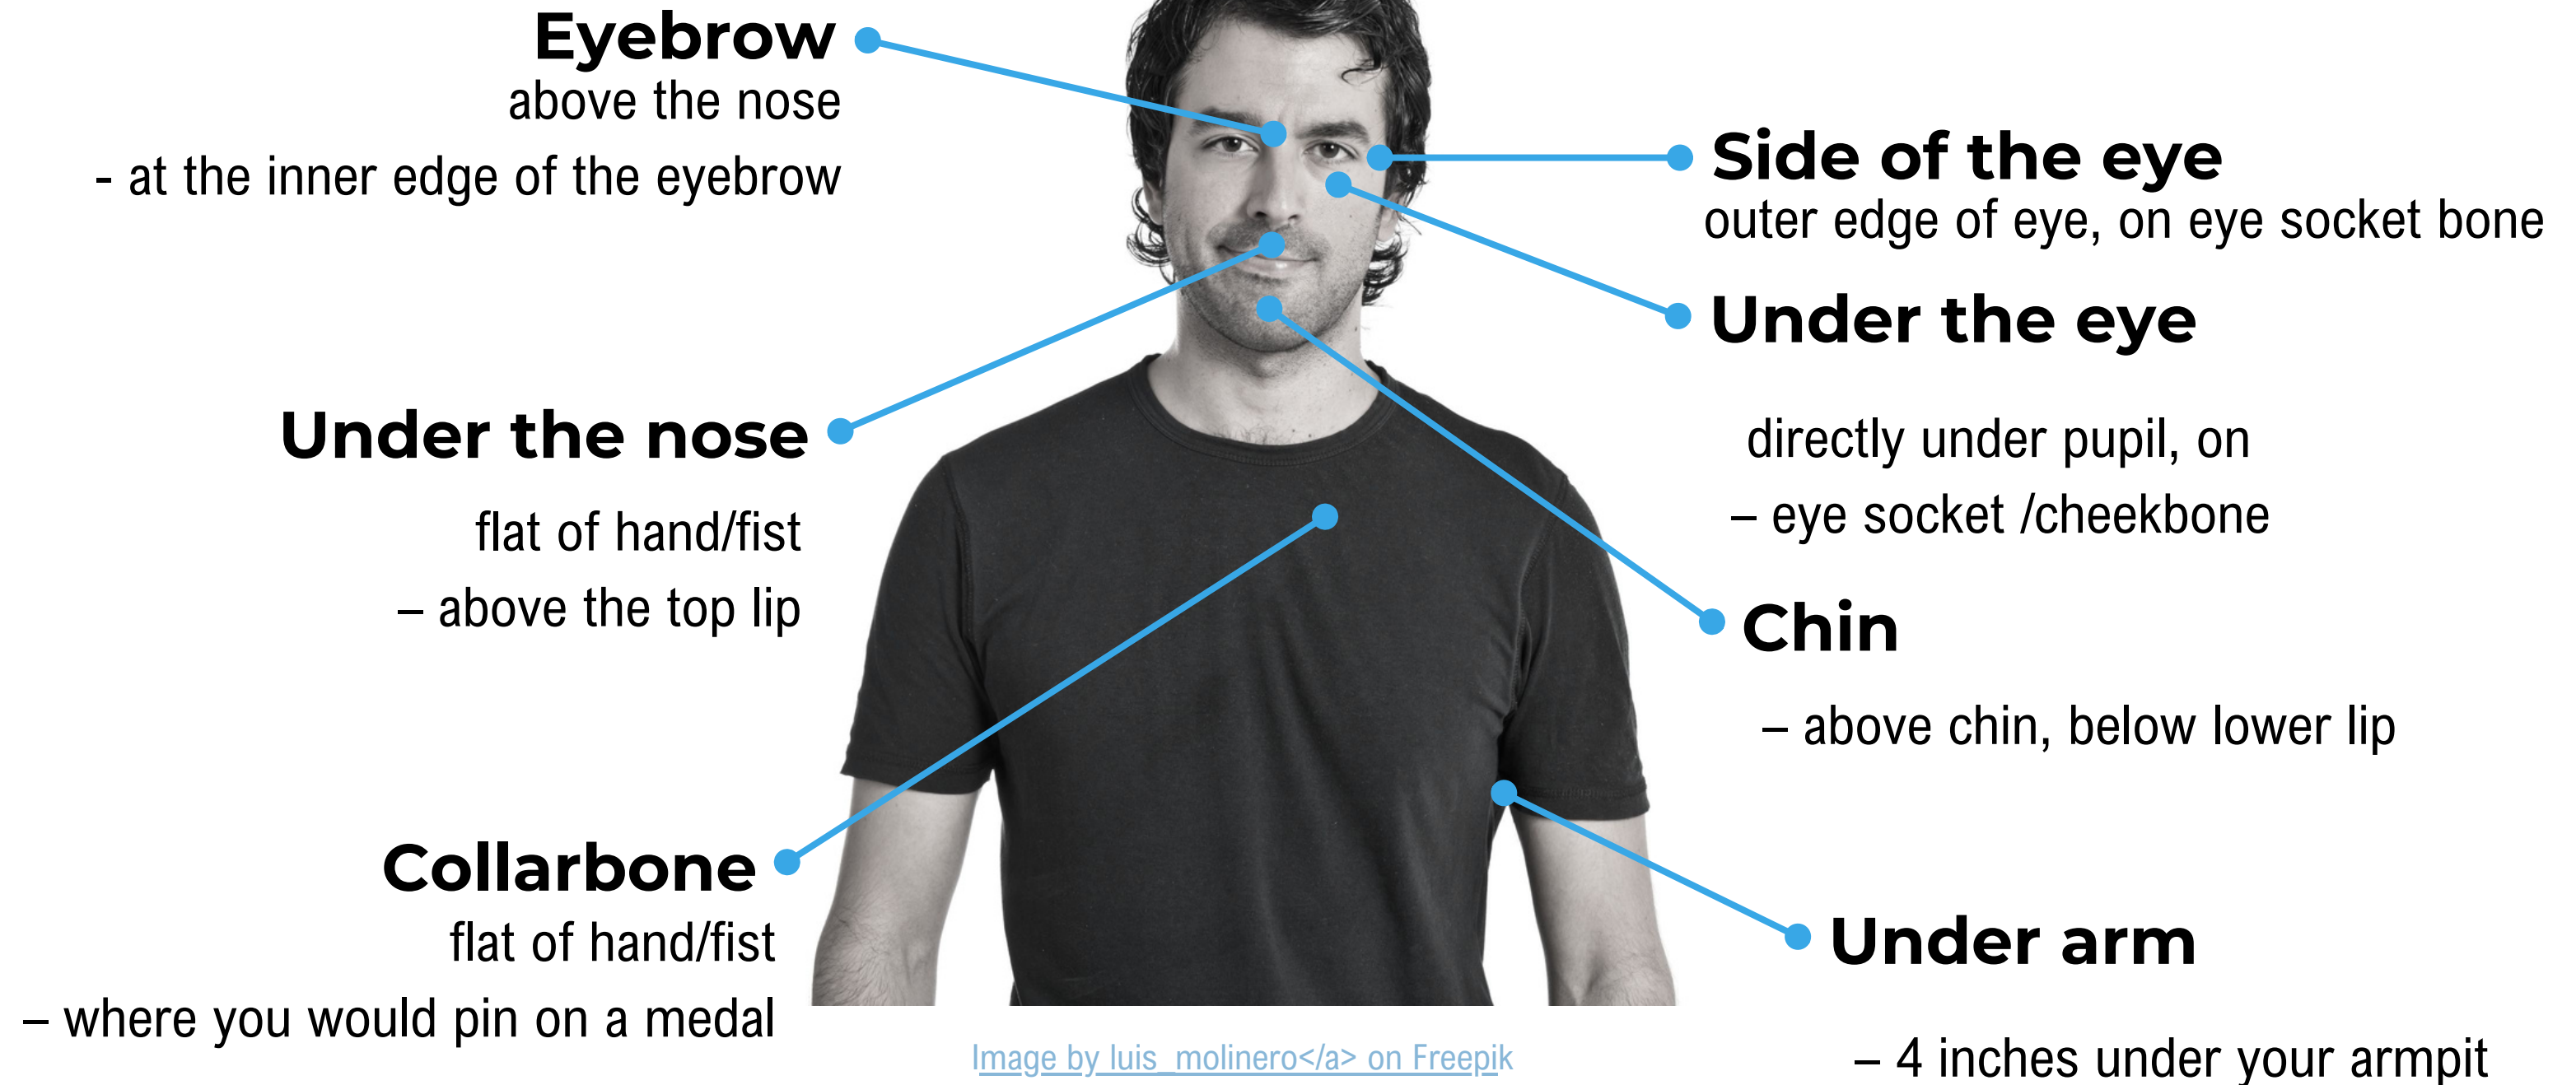 Eyebrow
above the nose
- at the inner edge of the eyebrow
Side of the eye
outer edge of eye, on eye socket bone
Under the eye
directly under pupil, on
– eye socket /cheekbone
Under the nose
flat of hand/fist
– above the top lip
Chin
– above chin, below lower lip
Collarbone
flat of hand/fist
– where you would pin on a medal
Under arm
– 4 inches under your armpit
Image by luis_molinero</a> on Freepik